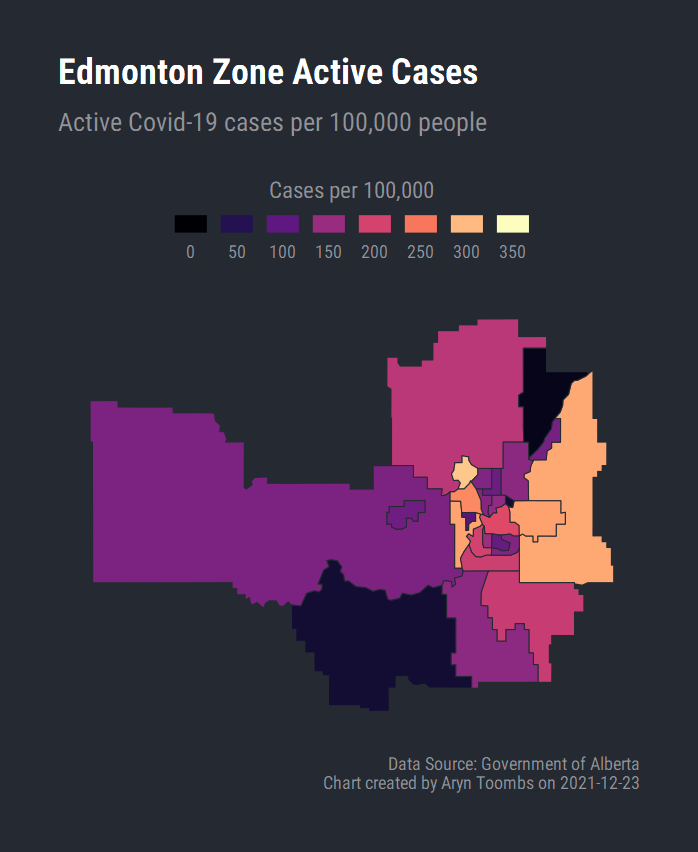 Edmonton Zone Active Cases
Active Covid-19 cases per 100,000 people
Cases per 100,000
0 50 100 150 200 250 300 350
Data Source: Government of Alberta
Chart created by Aryn Toombs on 2021-12-23